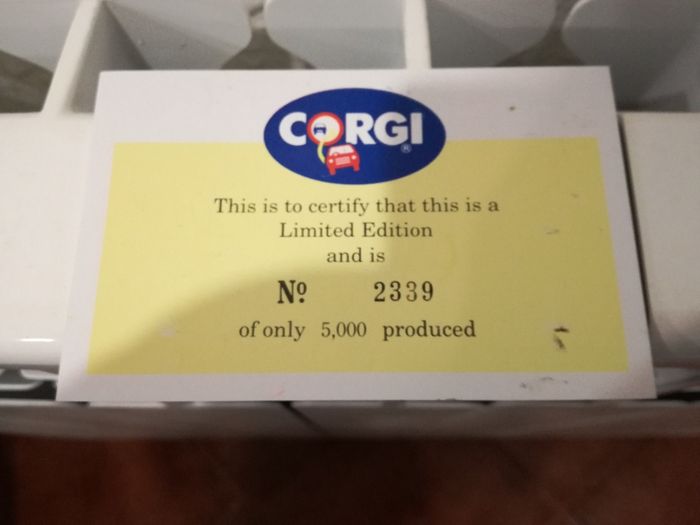 CORGI
®
This is to certify that this is a
Limited Edition
and is
Nº 2339
of only 5,000 produced